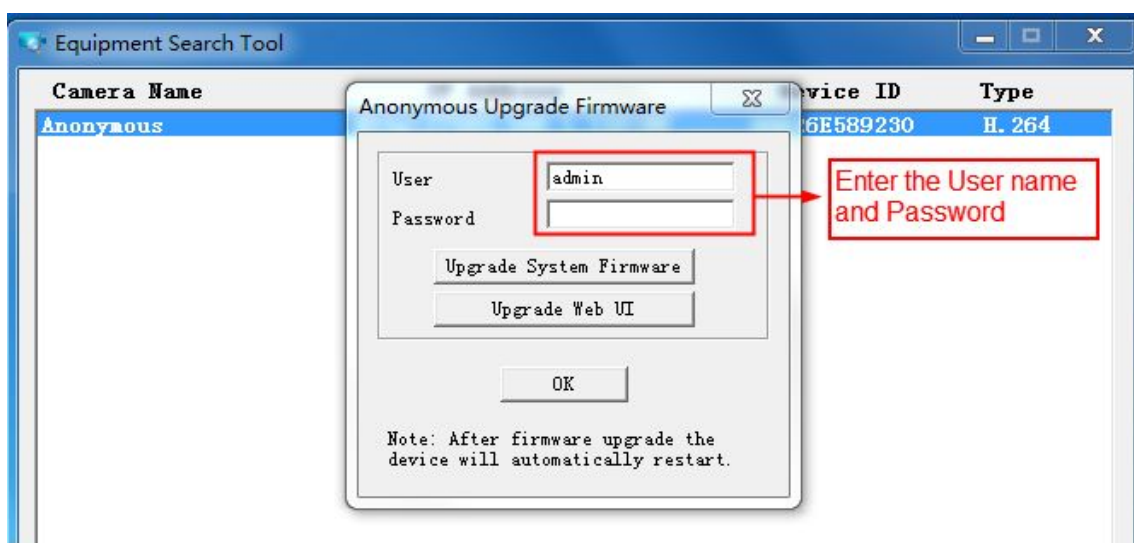 Equipment Search Tool
Camera Name
Device ID Type
Anonymous
6E589230 H.264
Anonymous Upgrade Firmware
User admin
Password
Enter the User name
and Password
Upgrade System Firmware
Upgrade Web UI
OK
Note: After firmware upgrade the
device will automatically restart.